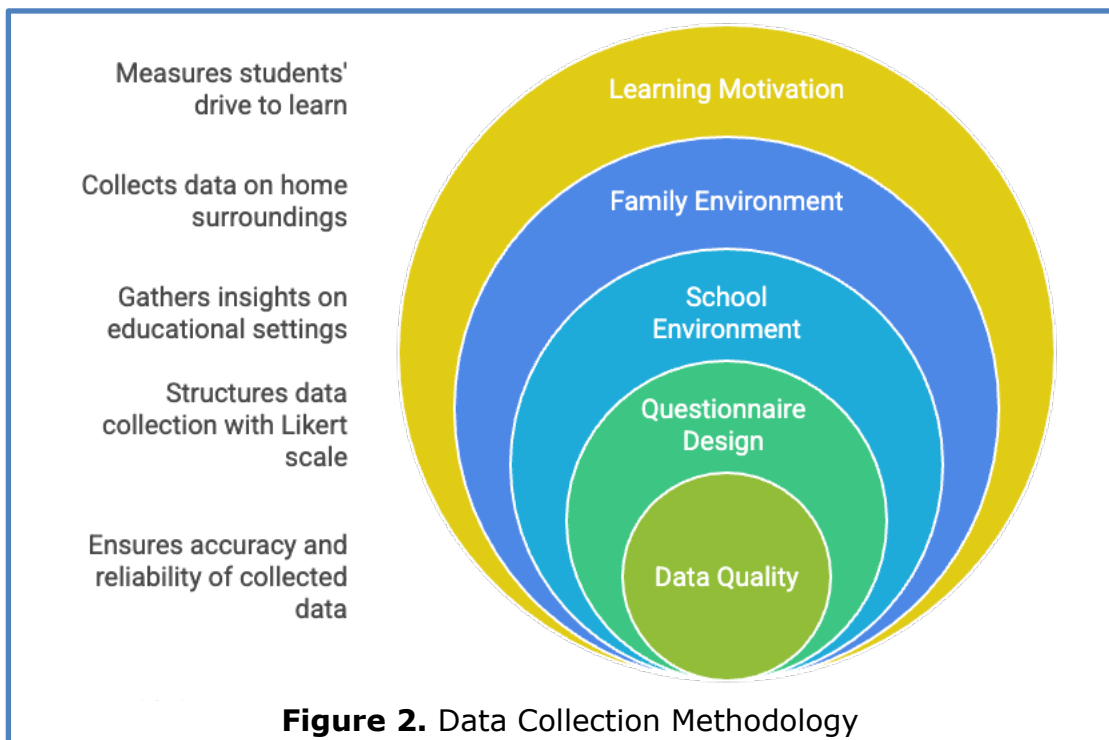 Measures students'
drive to learn
Learning Motivation
Collects data on home
surroundings
Family Environment
Gathers insights on
educational settings
School
Environment
Structures data
collection with Likert
scale
Questionnaire
Design
Ensures accuracy and
reliability of collected
data
Data Quality
Figure 2. Data Collection Methodology